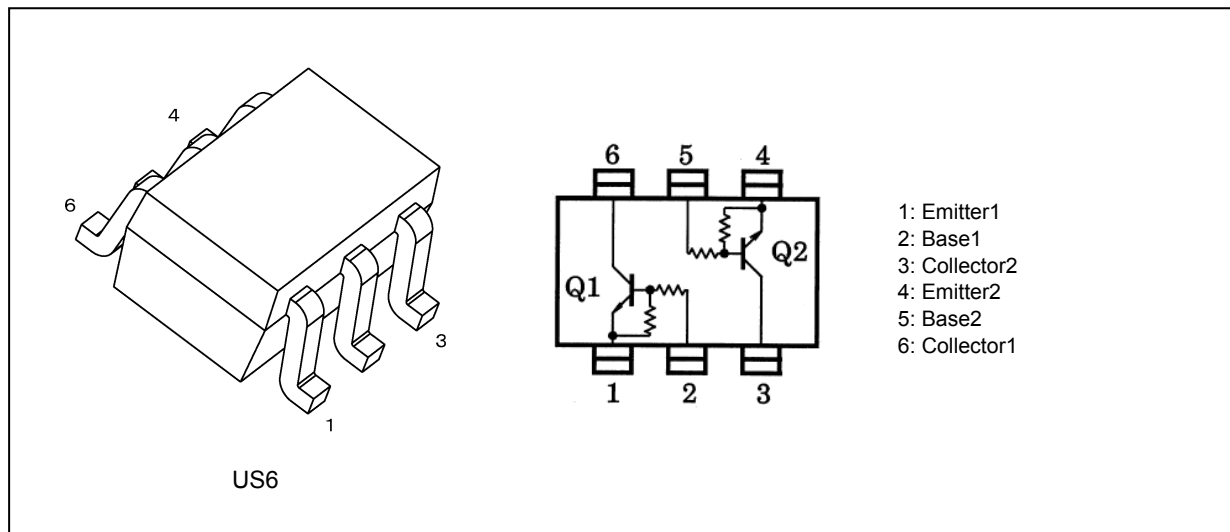 4
6
3
1
US6
6 5 4
Q1
Q2
1 2 3
1: Emitter1
2: Base1
3: Collector2
4: Emitter2
5: Base2
6: Collector1